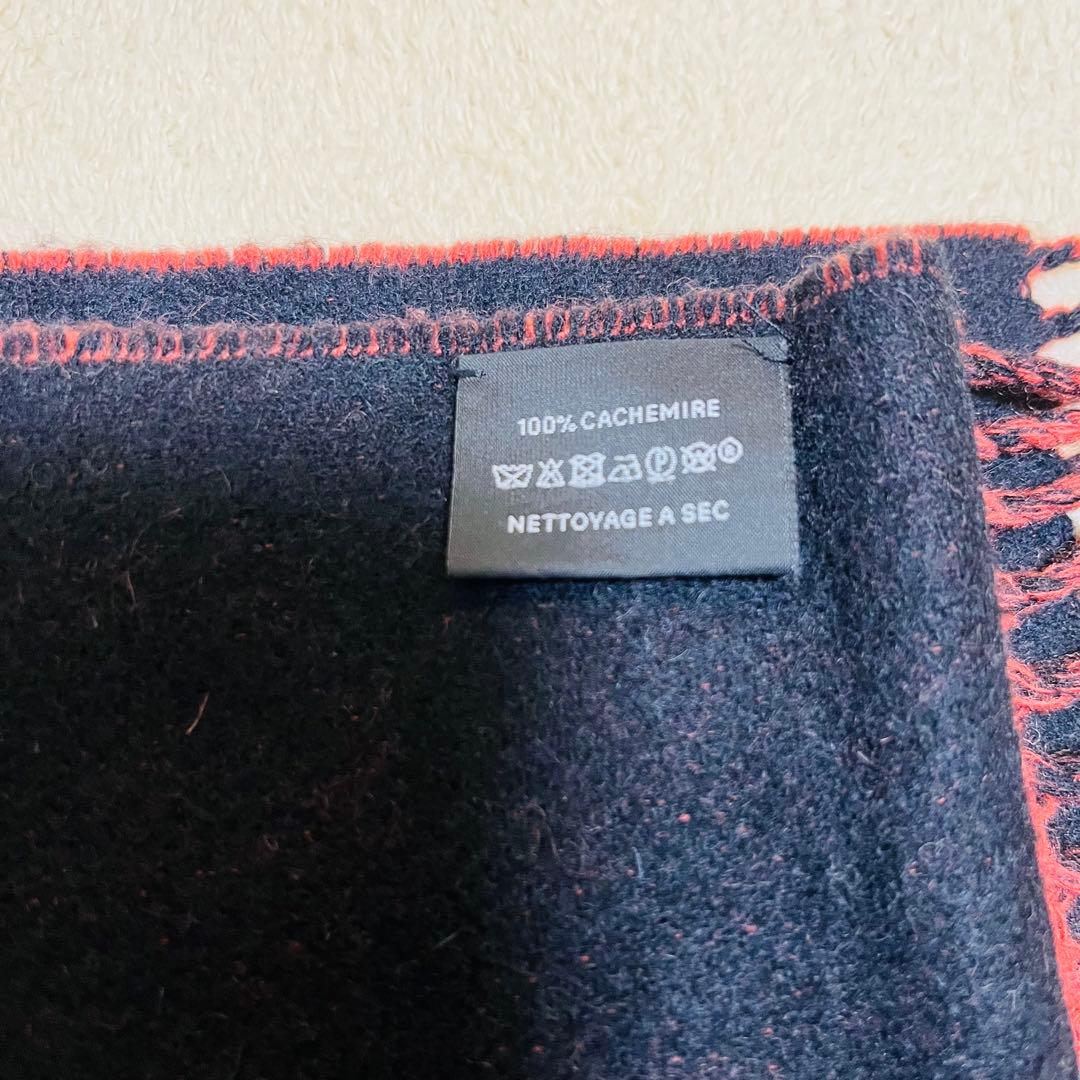 100% CACHEMIRE
P ®
NETTOYAGE A SEC